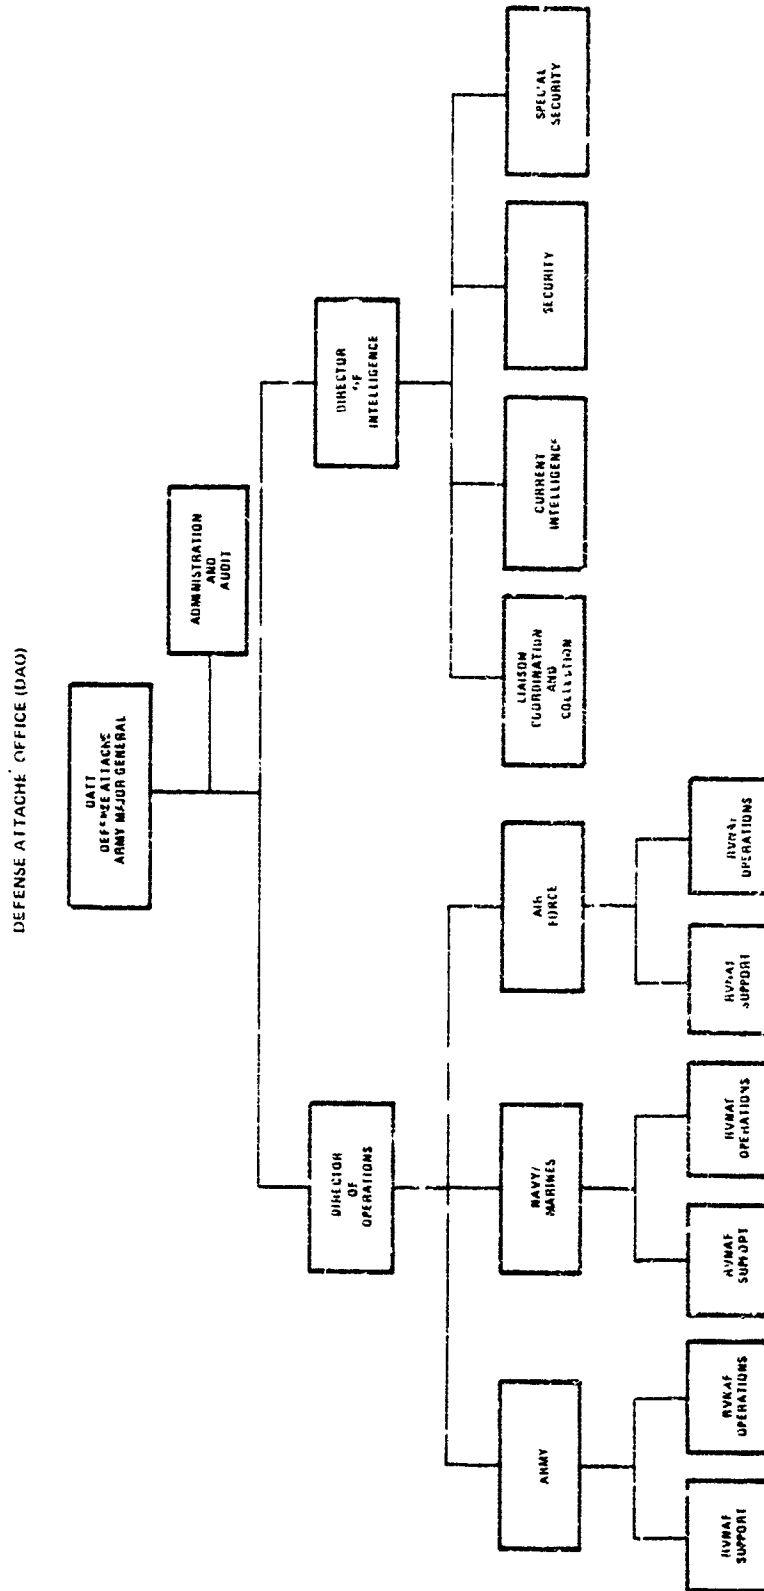 DEFENSE ATTACHÉ OFFICE (DAO)
DATT
DEFENSE ATTACHE
ARMY MAJOR GENERAL
ADMINISTRATION
AND
AUDIT
DIRECTOR
OF
OPERATIONS
DIRECTOR
OF
INTELLIGENCE
ARMY
NAVY/
MARINES
AIR
FORCE
LIAISON
COORDINATION
AND
COLLECTION
CURRENT
INTELLIGENCE
SECURITY
SPECIAL
SECURITY
RVNAF
SUPPORT
RVNAF
OPERATIONS
RVNAF
SUPPORT
RVNAF
OPERATIONS
RVNAF
SUPPORT
RVNAF
OPERATIONS